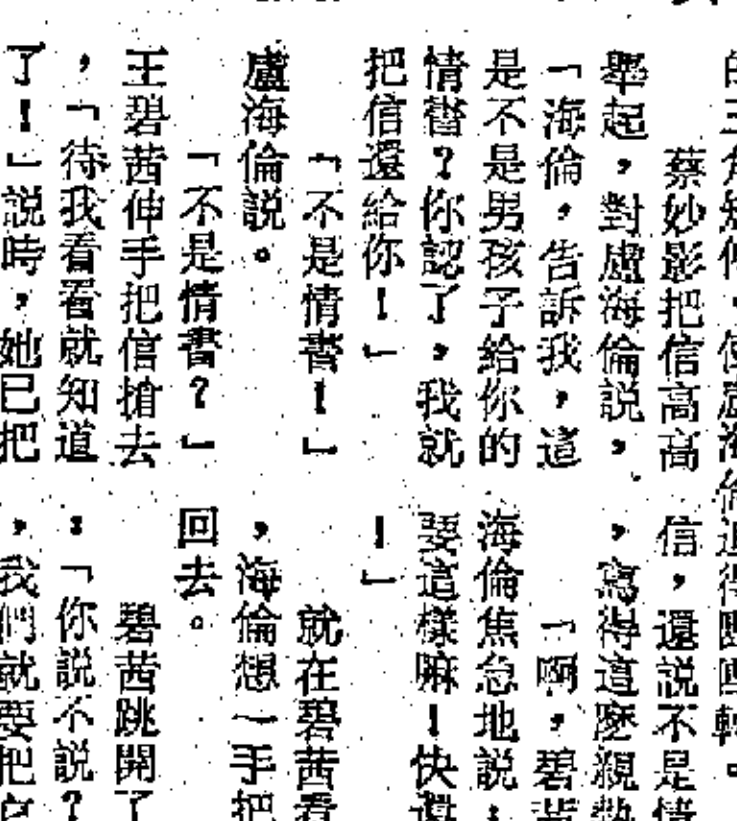 蔡妙影把信高高
舉起，對盧海倫說，
「海倫，告訴我，這
是不是男孩子給你的
情書？你認了，我就
把信還給你！」
「不是情書！」
盧海倫說。
「不是情書？」
王碧茜伸手把信搶去
，「待我看看就知道
了！」說時，她已把
信，還說不是情
，寫得這麼親熱
「啊，碧茜
海倫焦急地說：
要這樣嘛！快還
！」
就在碧茜看
，海倫想一手把
回去。
碧茜跳開了
：「你說不說？
，我們就要把